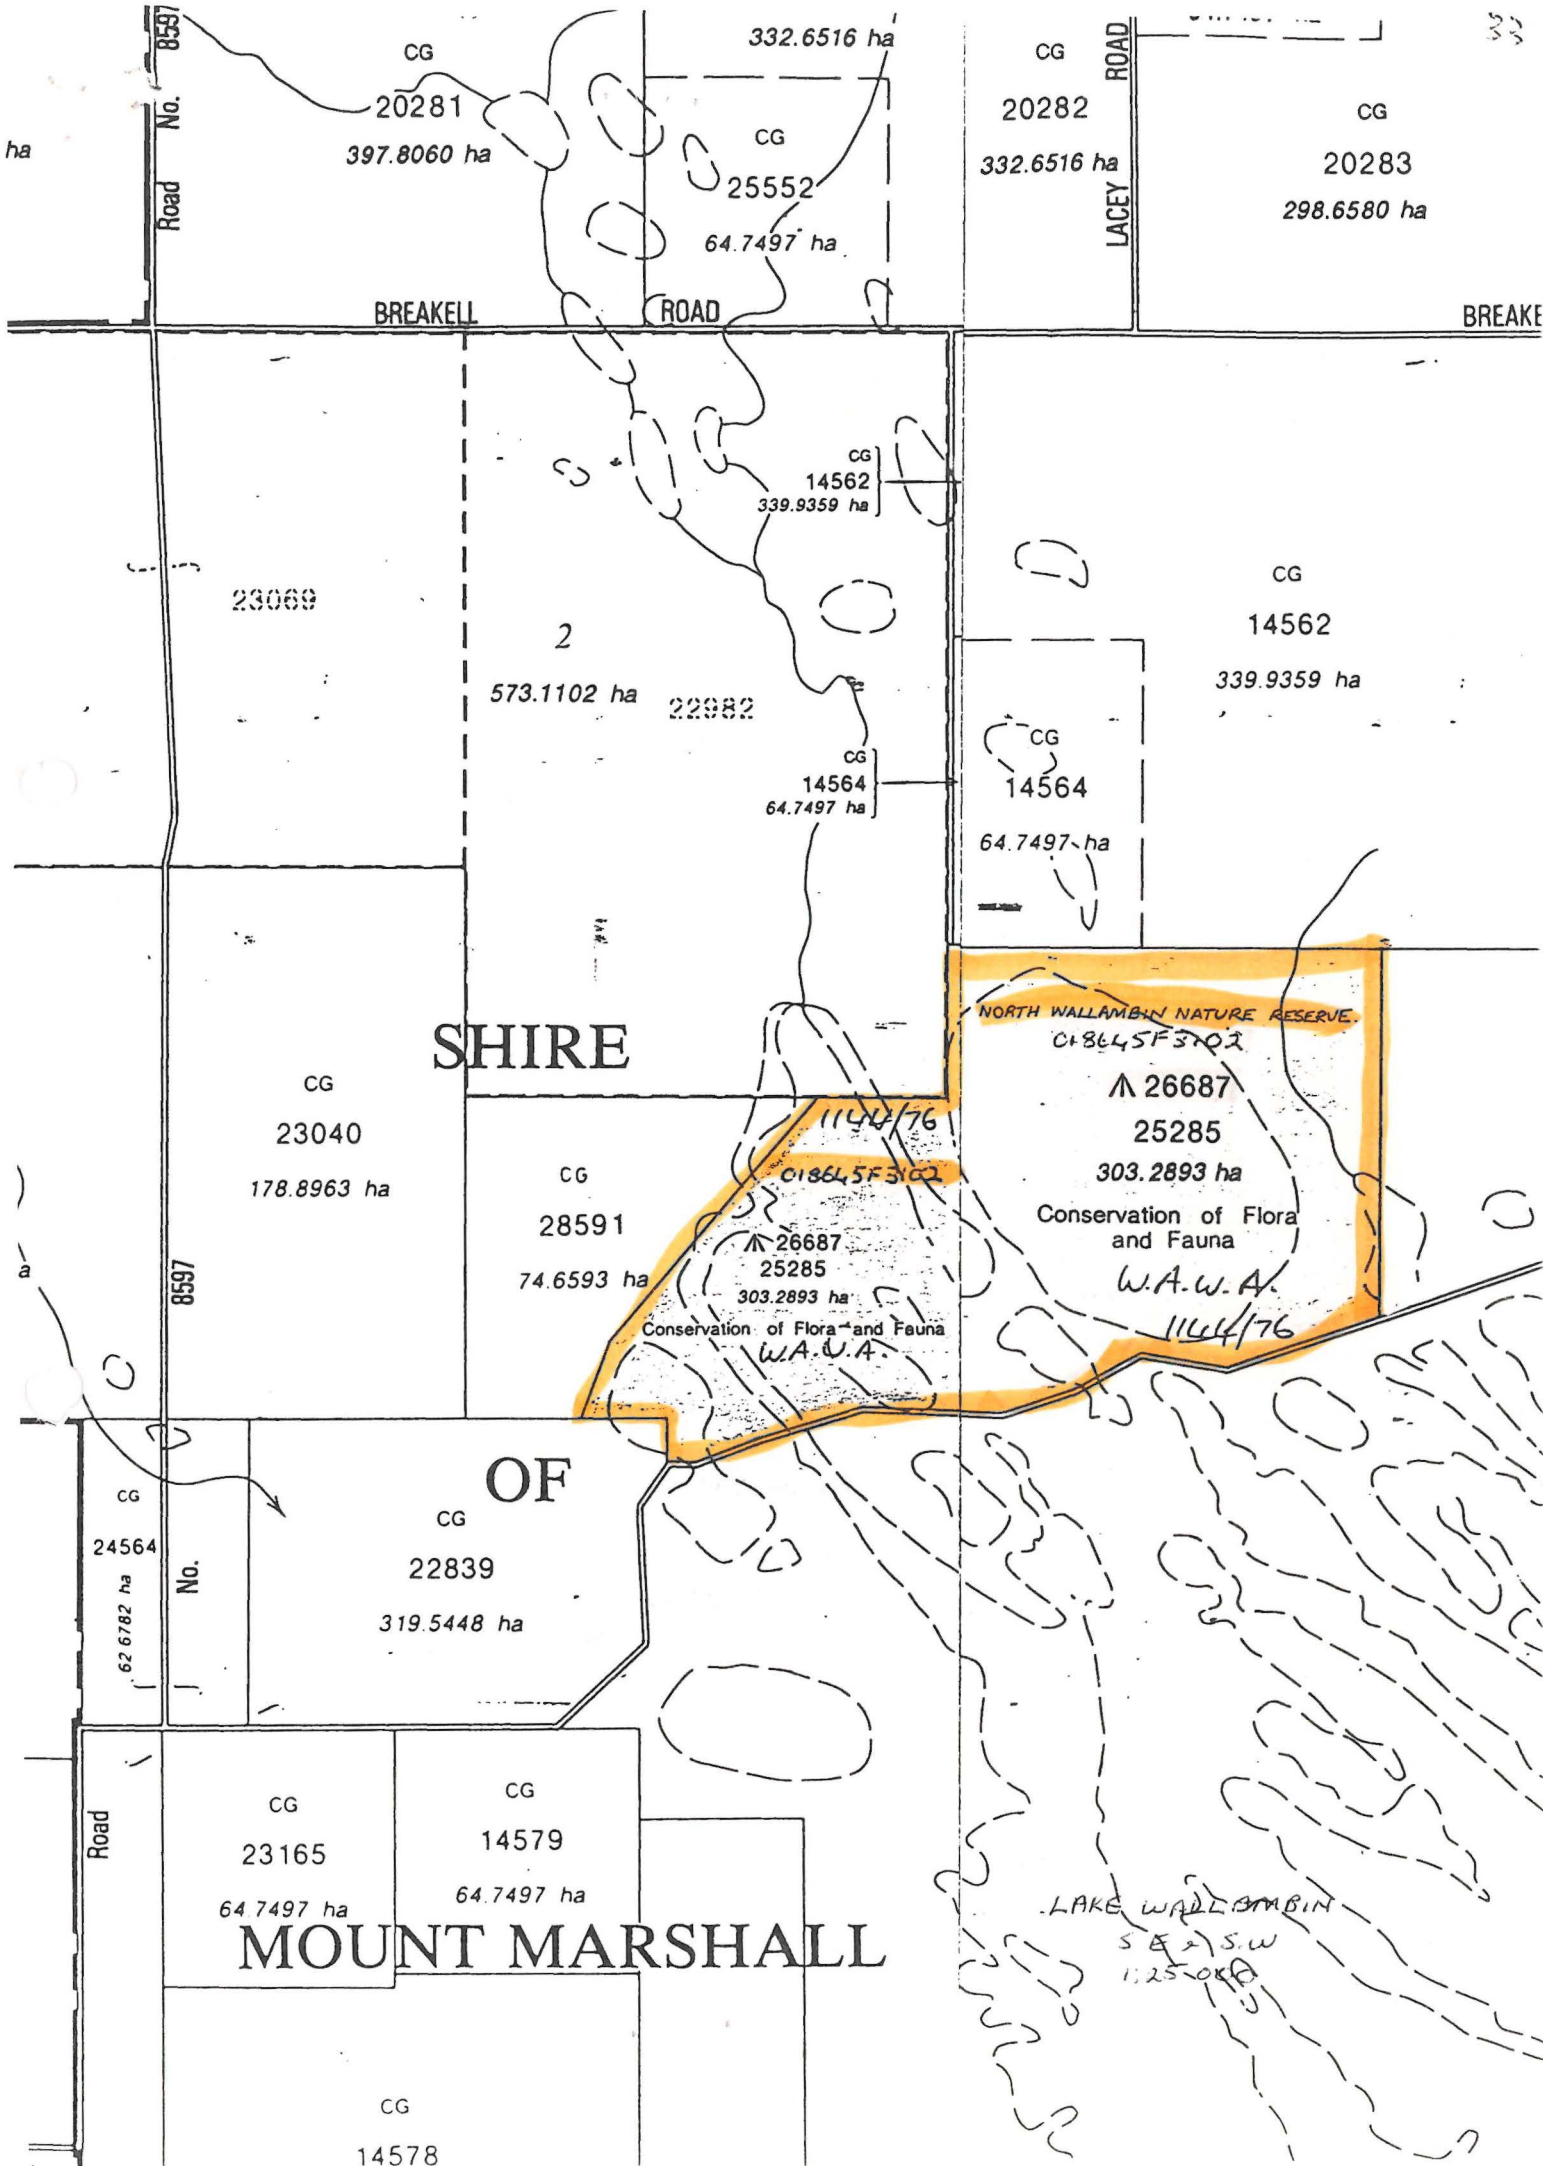 8597
No.
Road
ha
CG
20281
397.8060 ha
332.6516 ha
CG
25552
64.7497 ha
CG
20282
332.6516 ha
LACEY ROAD
CG
20283
298.6580 ha
BREAKELL ROAD
BREAKE
CG
14562
339.9359 ha
23069
2
573.1102 ha
22982
CG
14562
339.9359 ha
CG
14564
64.7497 ha
CG
14564
64.7497 ha
SHIRE
NORTH WALLAMBIN NATURE RESERVE.
26687
25285
303.2893 ha
Conservation of Flora
and Fauna
W.A.W.A.
1144/76
CG
23040
178.8963 ha
1144/76
CG
28591
74.6593 ha
26687
25285
303.2893 ha
Conservation of Flora and Fauna
W.A.W.A.
a
8597
OF
CG
24564
62.6782 ha
No.
CG
22839
319.5448 ha
Road
CG
23165
64.7497 ha
CG
14579
64.7497 ha
MOUNT MARSHALL
LAKE WALLAMBIN
S E & S.W
1:25-000
CG
14578